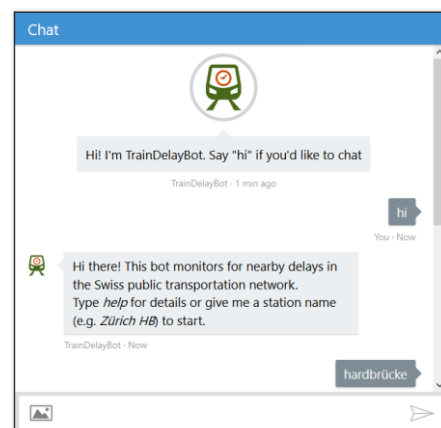 Chat
Hi! I'm TrainDelayBot. Say "hi" if you'd like to chat
TrainDelayBot · 1 min ago
hi
You · Now
Hi there! This bot monitors for nearby delays in
the Swiss public transportation network.
Type help for details or give me a station name
(e.g. Zürich HB) to start.
TrainDelayBot · Now
hardbrücke